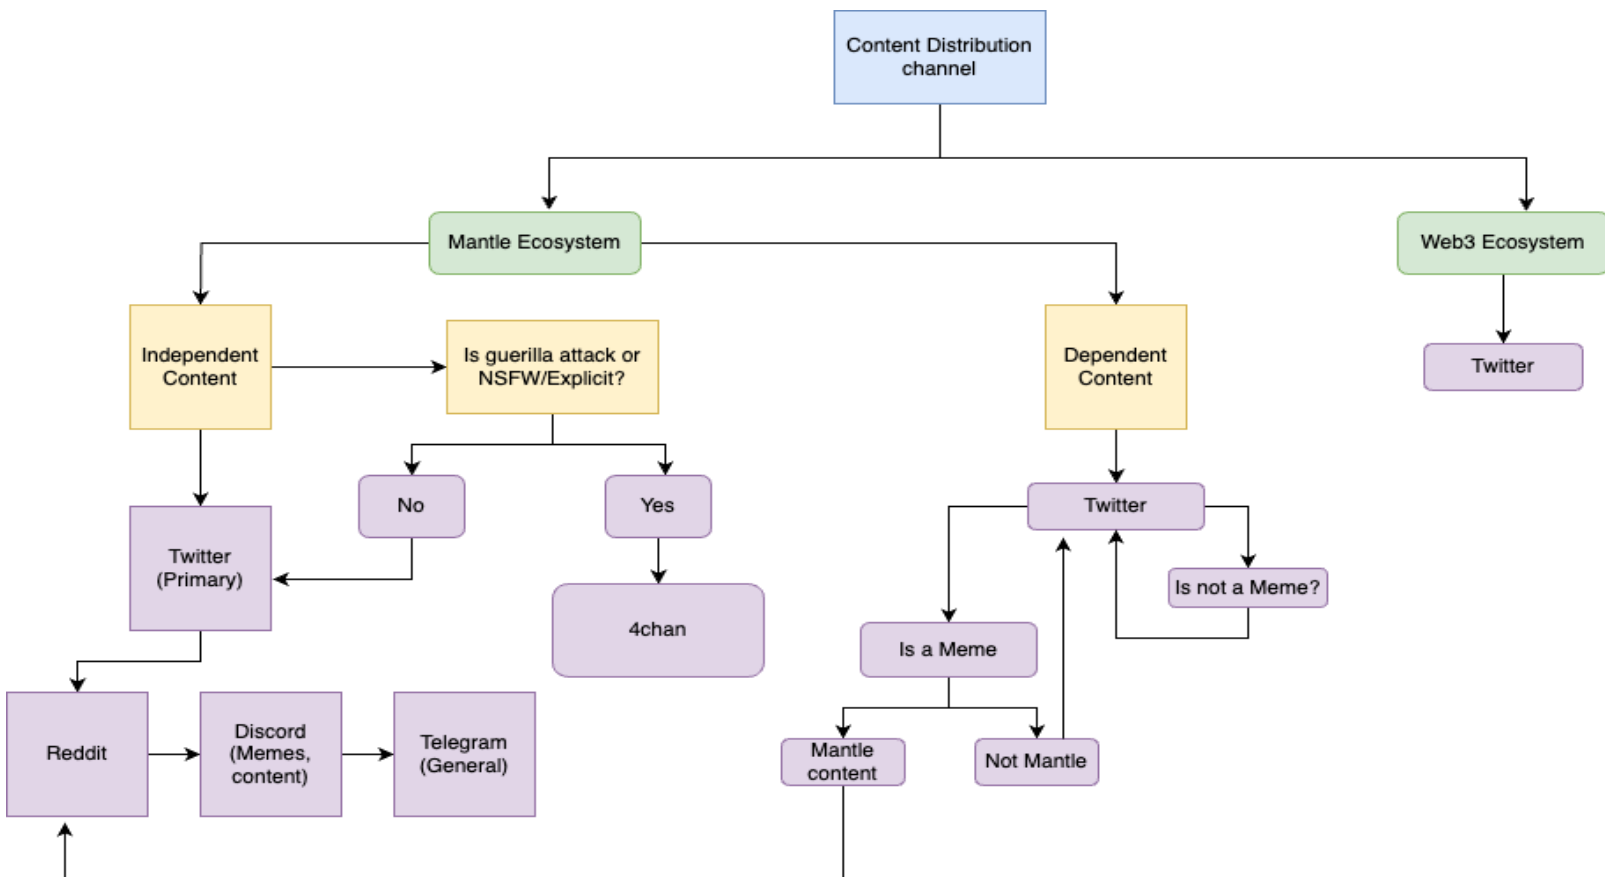 Content Distribution
channel
Mantle Ecosystem
Web3 Ecosystem
Independent
Content
Is guerilla attack or
NSFW/Explicit?
Dependent
Content
Twitter
No
Yes
Twitter
Twitter
(Primary)
Is not a Meme?
4chan
Is a Meme
Reddit
Discord
(Memes,
content)
Telegram
(General)
Mantle
content
Not Mantle